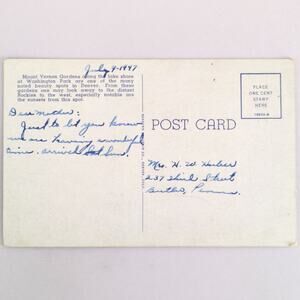 July 9-1947
Mount Vernon Gardens along the lake shore
at Washington Park are one of the many
noted beauty spots in Denver. From these
gardens one may look away to the distant
Rockies to the west, especially notable are
the sunsets from this spot.
Dear Mother:
Just to let you know
we are having a wonderful
time. arrived Sun.
POST CARD
PLACE
ONE CENT
STAMP
HERE
Mrs. H. W.
237 Third Street
Butler, Penna.